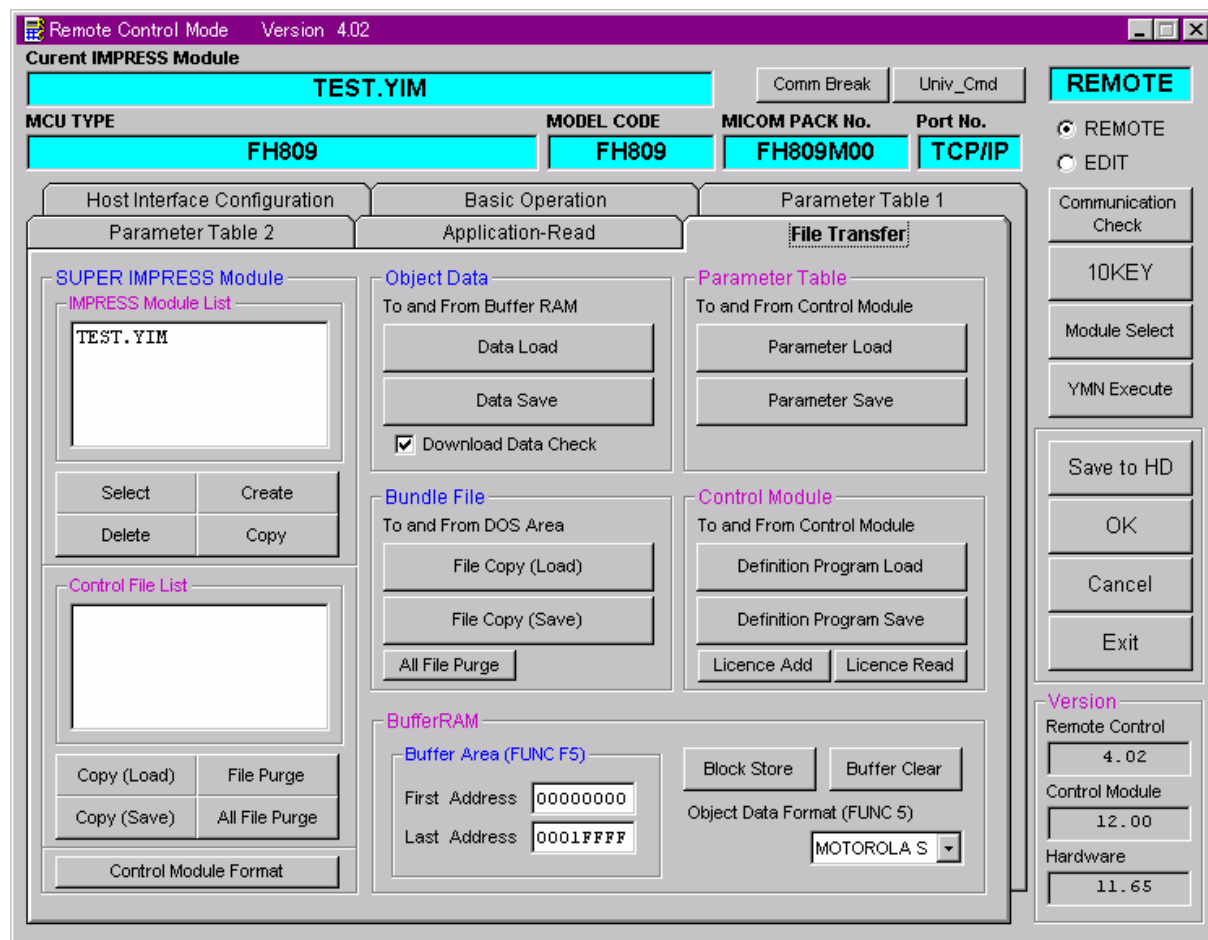 Remote Control Mode Version 4.02
Curent IMPRESS Module
TEST.YIM
Comm Break
Univ_Cmd
REMOTE
MCU TYPE
MODEL CODE
MICOM PACK No.
Port No.
FH809
FH809
FH809M00
TCP/IP
REMOTE
EDIT
Host Interface Configuration
Basic Operation
Parameter Table 1
Parameter Table 2
Application-Read
File Transfer
SUPER IMPRESS Module
IMPRESS Module List
TEST.YIM
Select
Create
Delete
Copy
Control File List
Copy (Load)
File Purge
Copy (Save)
All File Purge
Control Module Format
Object Data
To and From Buffer RAM
Data Load
Data Save
Download Data Check
Parameter Table
To and From Control Module
Parameter Load
Parameter Save
Bundle File
To and From DOS Area
File Copy (Load)
File Copy (Save)
All File Purge
Control Module
To and From Control Module
Definition Program Load
Definition Program Save
Licence Add
Licence Read
BufferRAM
Buffer Area (FUNC F5)
First Address 00000000
Last Address 0001FFFF
Block Store
Buffer Clear
Object Data Format (FUNC 5)
MOTOROLA S
Communication
Check
10KEY
Module Select
YMN Execute
Save to HD
OK
Cancel
Exit
Version
Remote Control
4.02
Control Module
12.00
Hardware
11.65